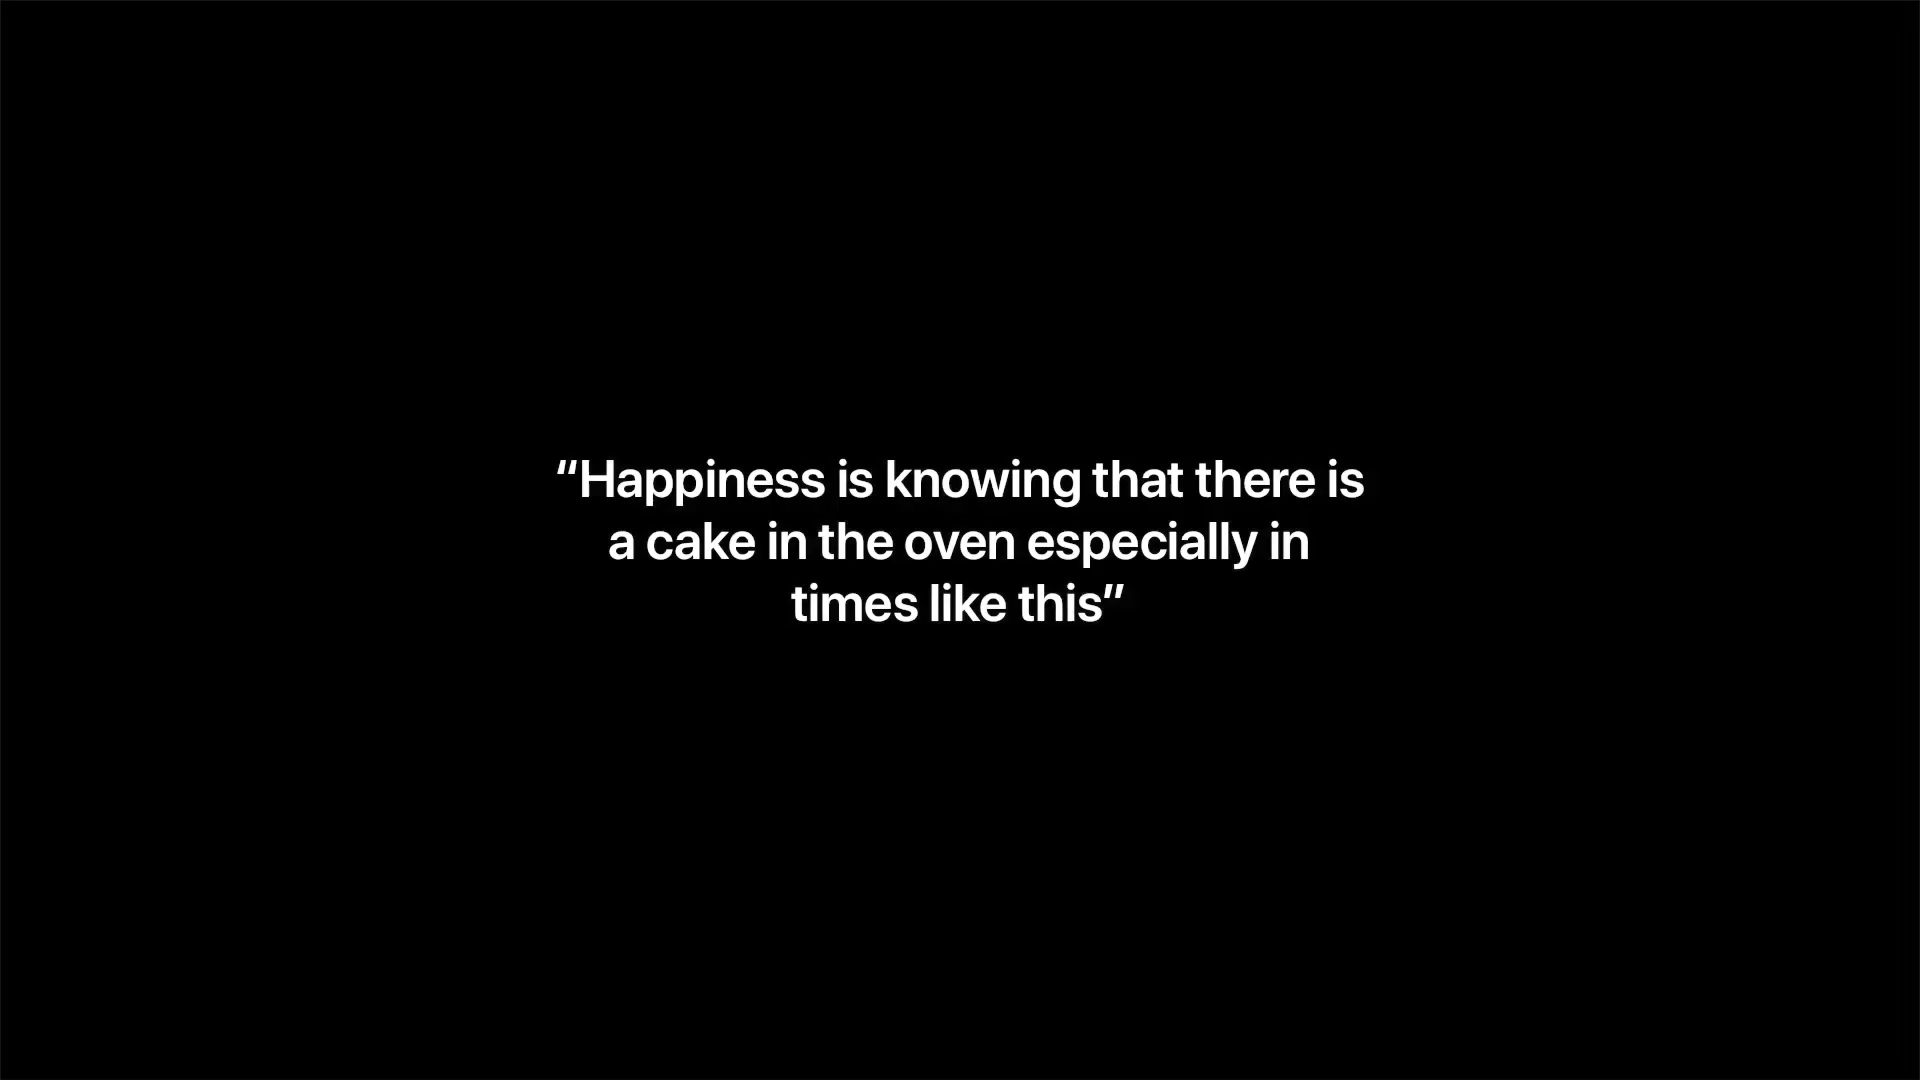 “Happiness is knowing that there is
a cake in the oven especially in
times like this”